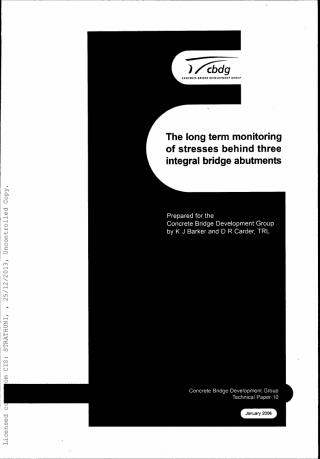 cbdg
CONCRETE BRIDGE DEVELOPMENT GROUP
The long term monitoring
of stresses behind three
integral bridge abutments
Prepared for the
Concrete Bridge Development Group
by K J Barker and D R Carder, TRL
Concrete Bridge Development Group
Technical Paper 10
January 2006
Licensed copy from CIS: STRATHUNI, , 25/12/2013, Uncontrolled Copy.